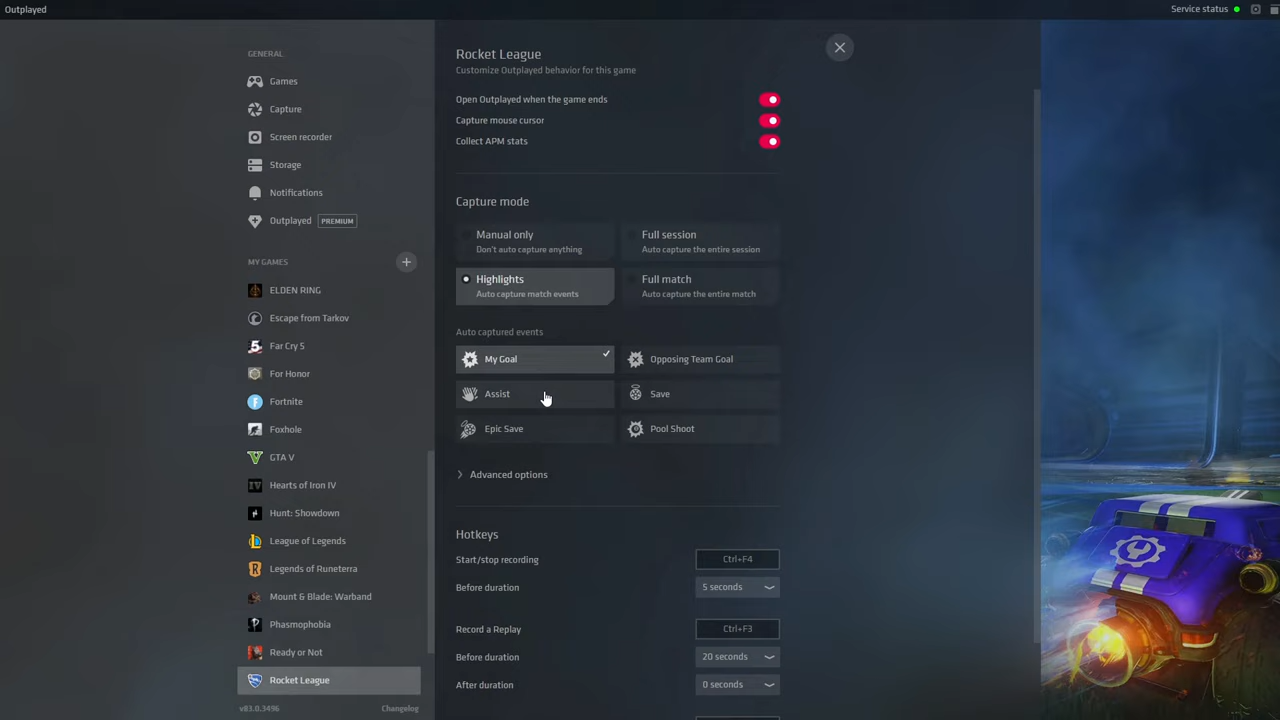 Outplayed
Service status
GENERAL
Games
Capture
Screen recorder
Storage
Notifications
Outplayed PREMIUM
MY GAMES
ELDEN RING
Escape from Tarkov
Far Cry 5
For Honor
Fortnite
Foxhole
GTA V
Hearts of Iron IV
Hunt: Showdown
League of Legends
Legends of Runeterra
Mount & Blade: Warband
Phasmophobia
Ready or Not
Rocket League
v83.0.3496
Changelog
Rocket League
Customize Outplayed behavior for this game
Open Outplayed when the game ends
Capture mouse cursor
Collect APM stats
Capture mode
Manual only
Don't auto capture anything
Full session
Auto capture the entire session
Highlights
Auto capture match events
Full match
Auto capture the entire match
Auto captured events
My Goal
Opposing Team Goal
Assist
Save
Epic Save
Pool Shoot
Advanced options
Hotkeys
Start/stop recording Ctrl+F4
Before duration 5 seconds
Record a Replay Ctrl+F3
Before duration 20 seconds
After duration 0 seconds